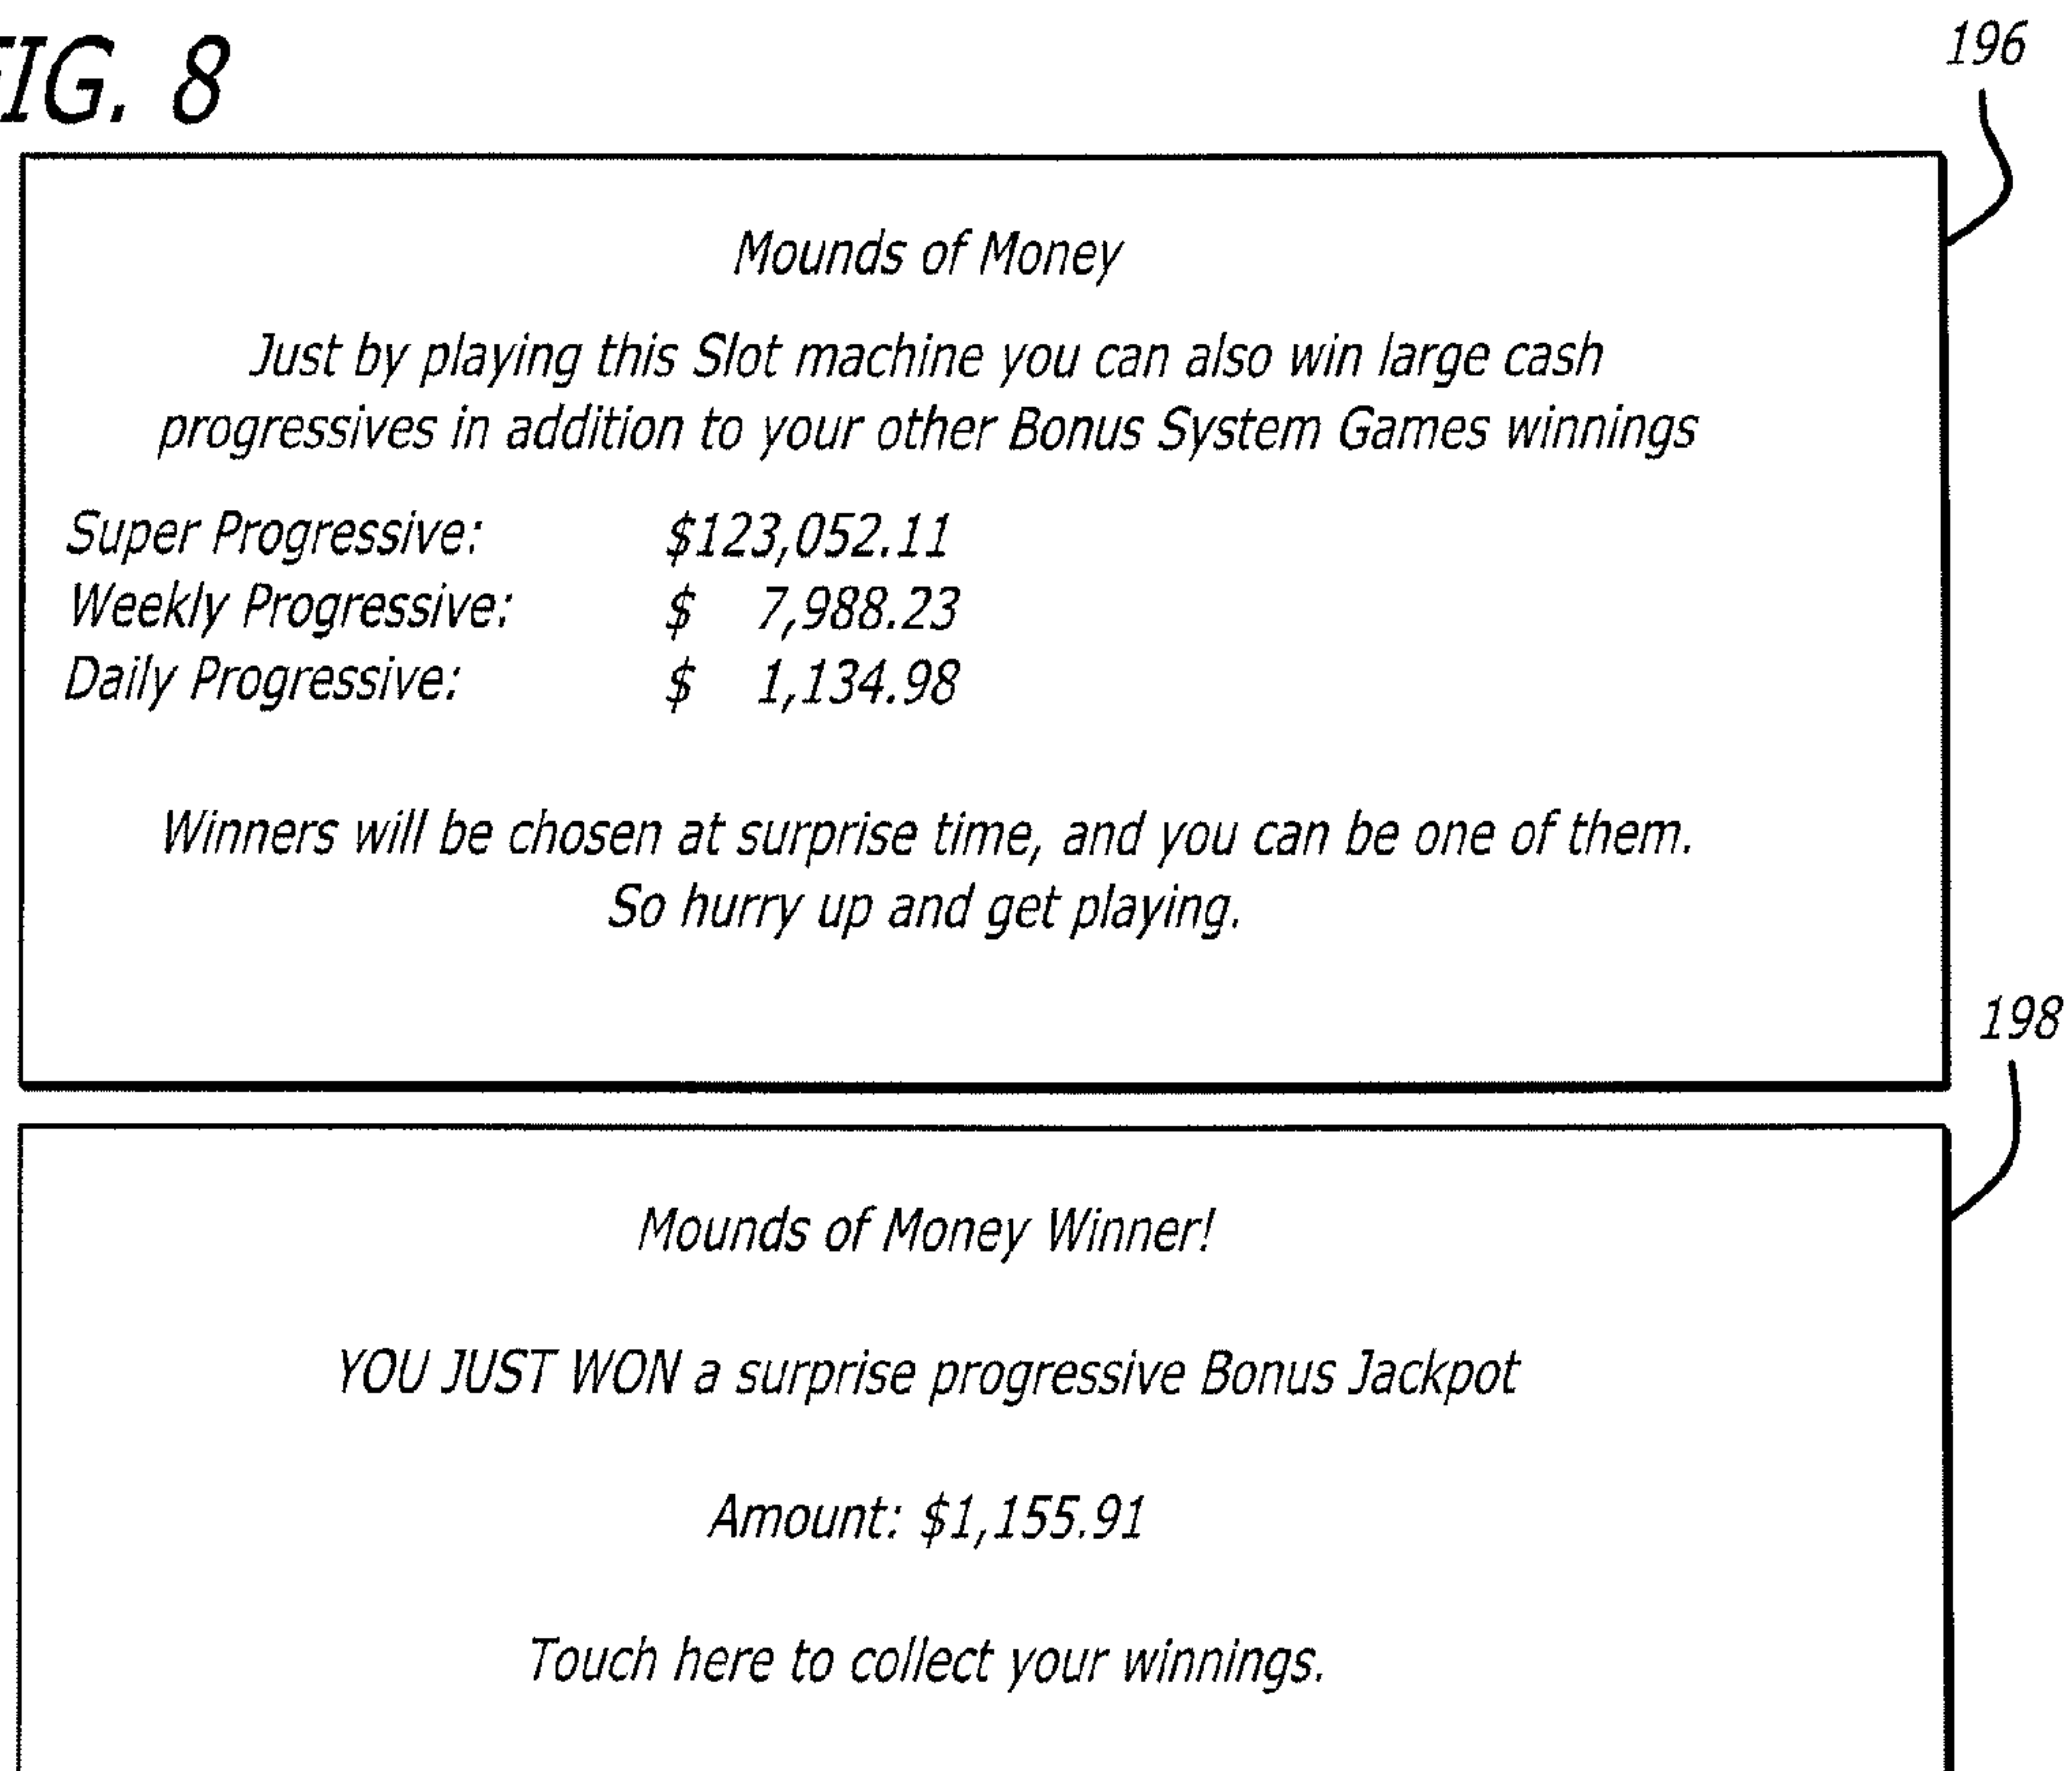 FIG. 8
196
Mounds of Money
Just by playing this Slot machine you can also win large cash
progressives in addition to your other Bonus System Games winnings
Super Progressive: $123,052.11
Weekly Progressive: $ 7,988.23
Daily Progressive: $ 1,134.98
Winners will be chosen at surprise time, and you can be one of them.
So hurry up and get playing.
198
Mounds of Money Winner!
YOU JUST WON a surprise progressive Bonus Jackpot
Amount: $1,155.91
Touch here to collect your winnings.